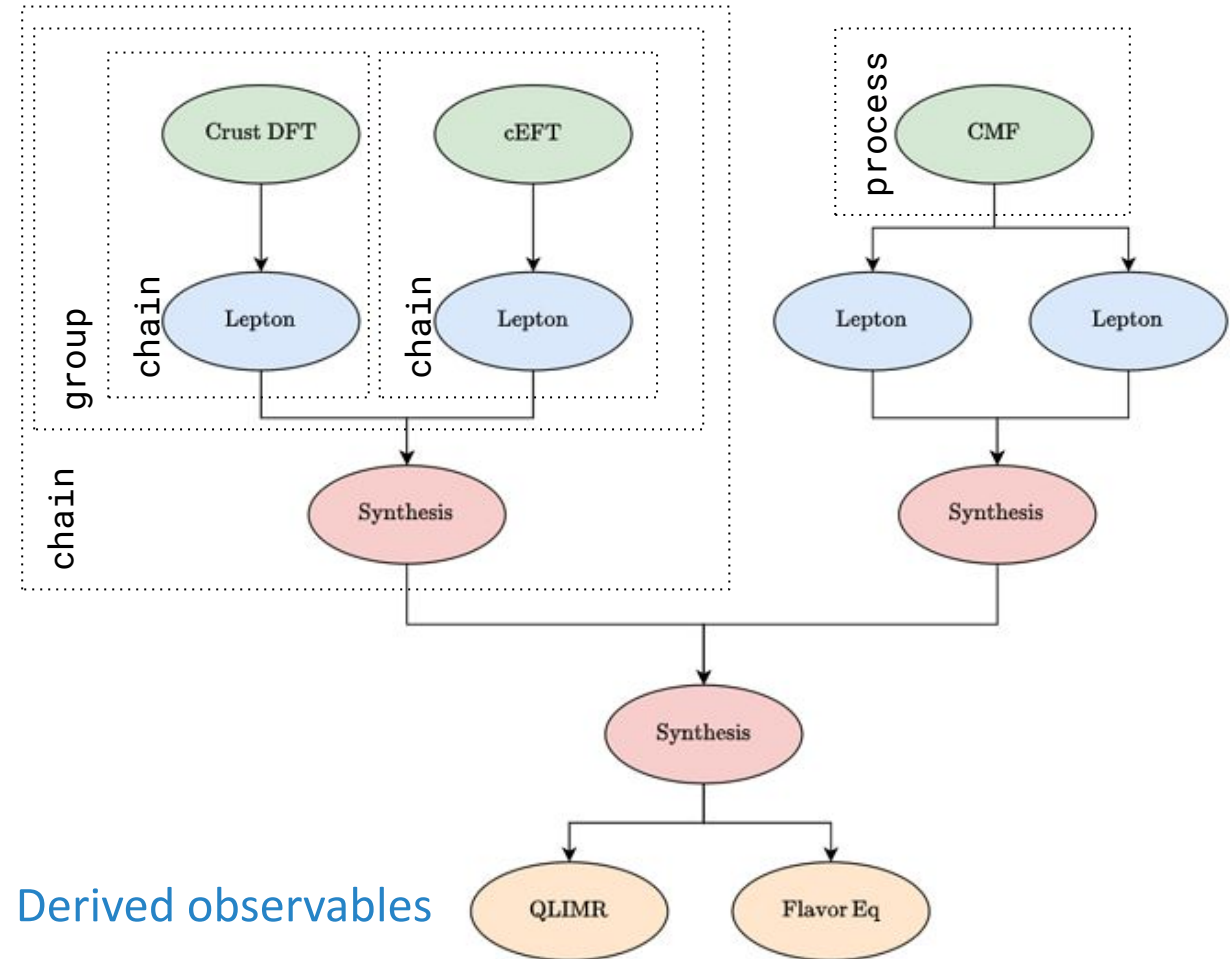 Crust DFT
cEFT
process
CMF
group
chain
Lepton
chain
Lepton
Lepton
Lepton
chain
Synthesis
Synthesis
Synthesis
Derived observables
QLIMR
Flavor Eq